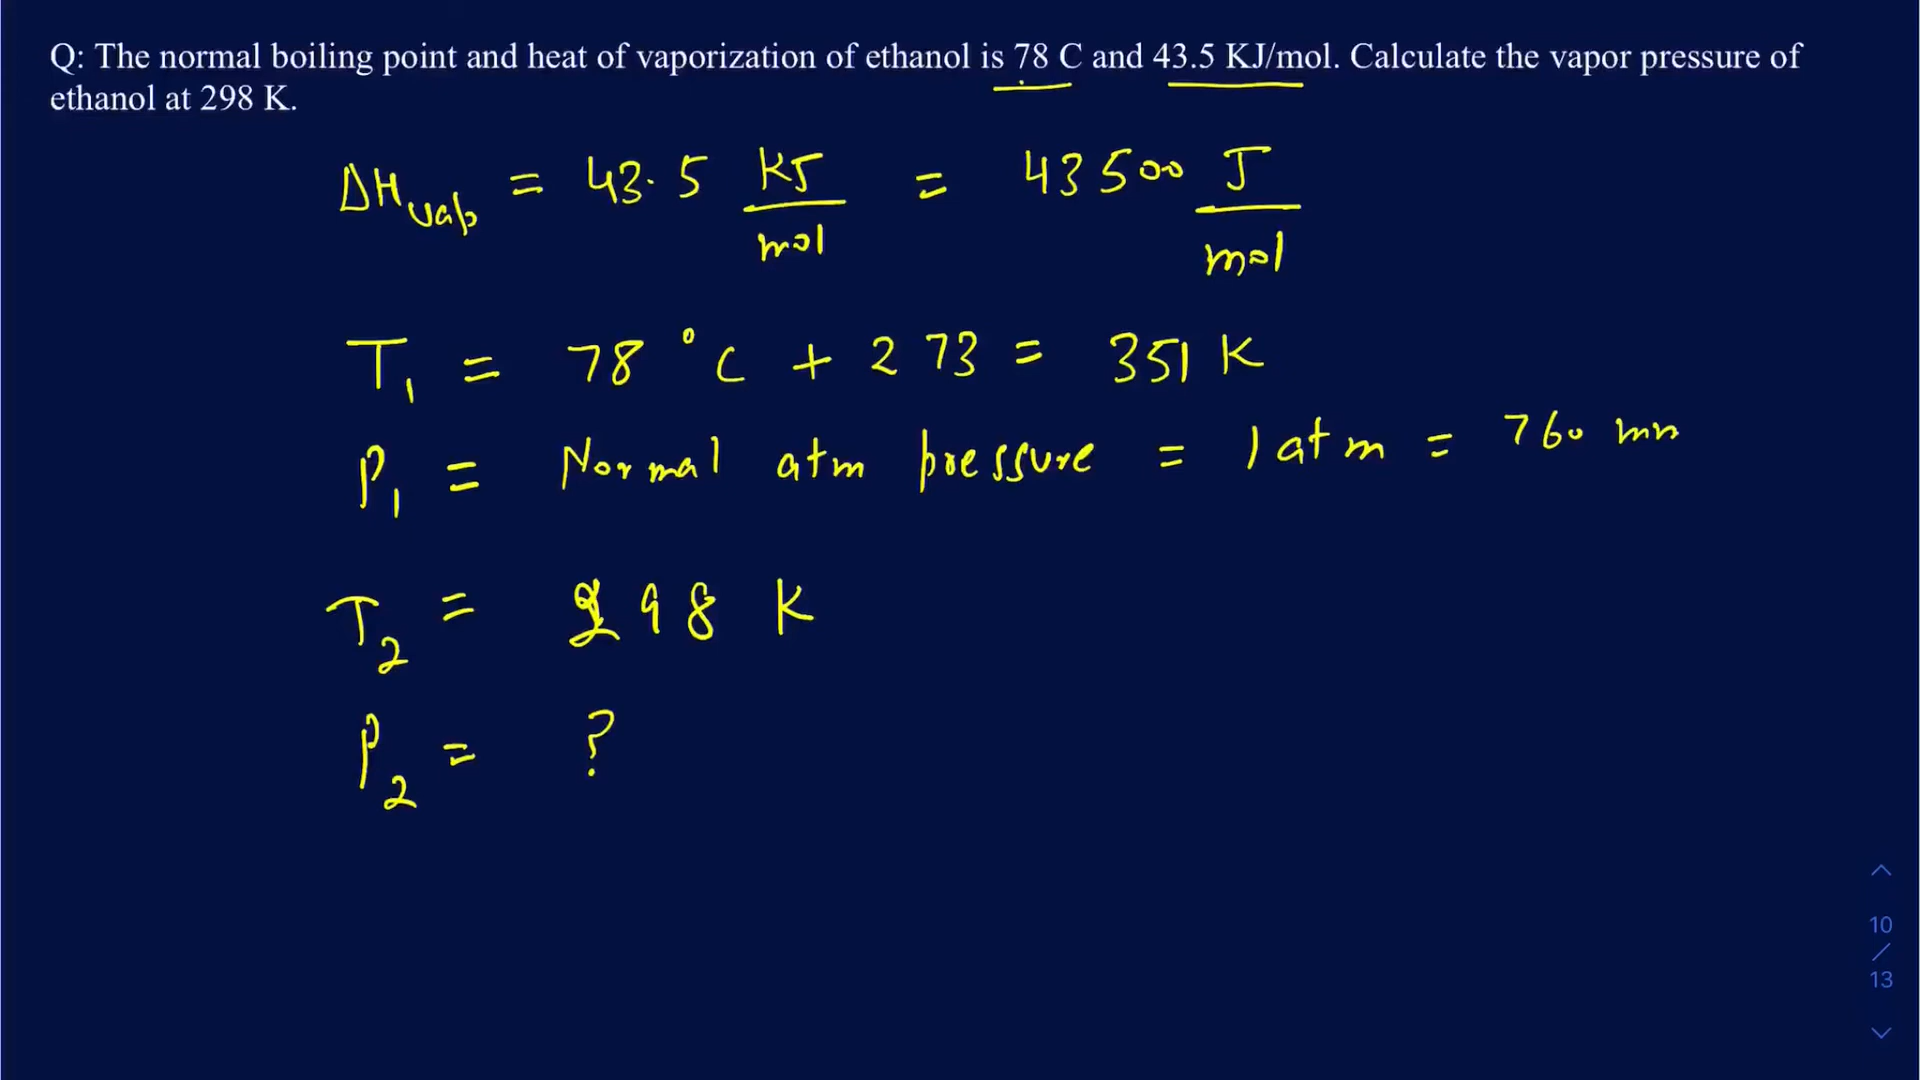 Q: The normal boiling point and heat of vaporization of ethanol is 78 C and 43.5 KJ/mol. Calculate the vapor pressure of
ethanol at 298 K.
ΔHvap = 43.5 KJ/mol = 43500 J/mol
T1 = 78 °C + 273 = 351 K
P1 = Normal atm pressure = 1 atm = 760 mm
T2 = 298 K
P2 = ?
10
/
13